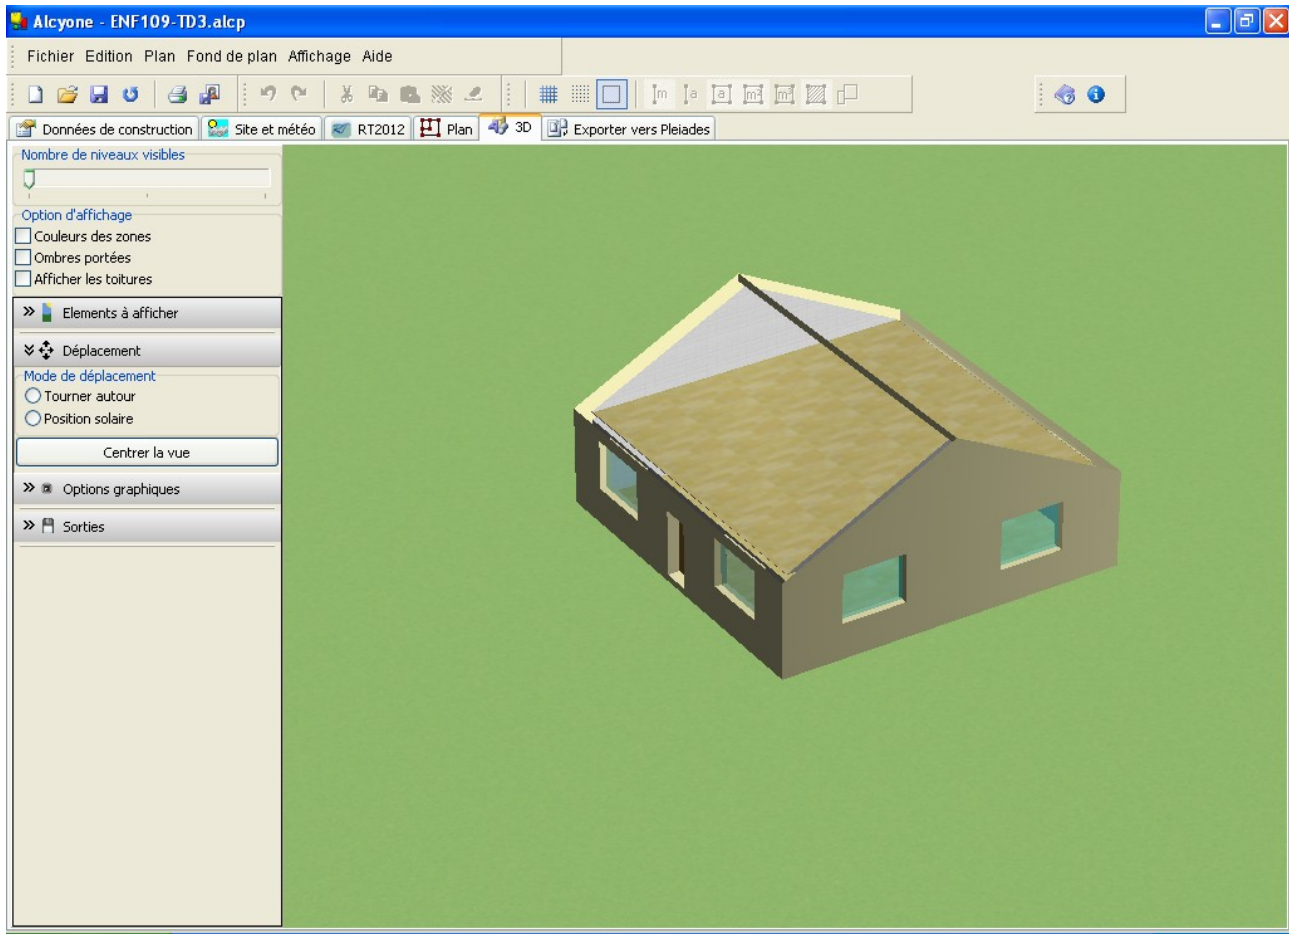 Alcyone - ENF109-TD3.alcp
Fichier Edition Plan Fond de plan Affichage Aide
Données de construction Site et météo RT2012 Plan 3D Exporter vers Pleiades
Nombre de niveaux visibles
Option d'affichage
Couleurs des zones
Ombres portées
Afficher les toitures
Elements à afficher
Déplacement
Mode de déplacement
Tourner autour
Position solaire
Centrer la vue
Options graphiques
Sorties